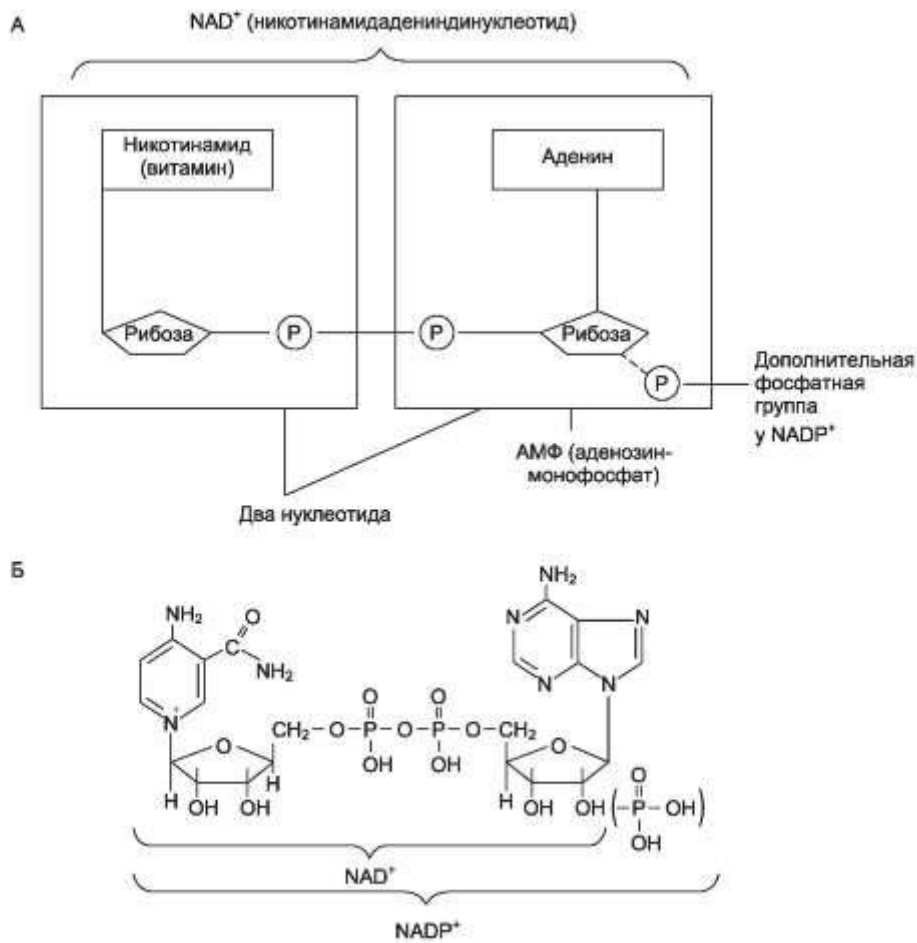 А
NAD⁺ (никотинамидадениндинуклеотид)
Никотинамид
(витамин)
Аденин
Рибоза
P
P
Рибоза
P
Дополнительная
фосфатная
группа
у NADP⁺
АМФ (аденозин-
монофосфат)
Два нуклеотида
Б
NH₂
O
C
NH₂
N⁺
NH₂
N
N
N
N
O
O
CH₂–O–P–O–P–O–CH₂
OH
OH
O
H
H
OH
OH
O
H
OH
OH
O
(–P–OH)
OH
NAD⁺
NADP⁺